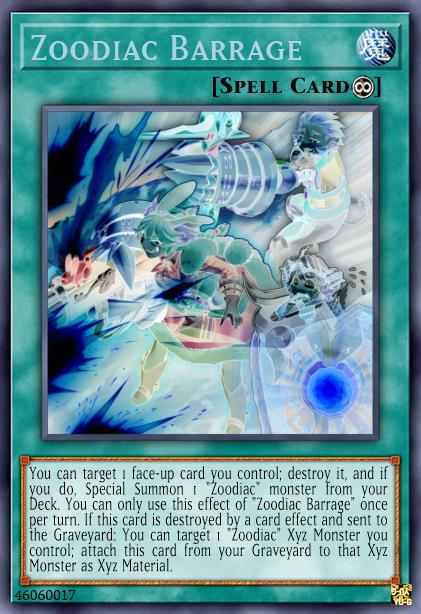 Zoodiac Barrage
[Spell Card]
You can target 1 face-up card you control; destroy it, and if
you do, Special Summon 1 "Zoodiac" monster from your
Deck. You can only use this effect of "Zoodiac Barrage" once
per turn. If this card is destroyed by a card effect and sent to
the Graveyard: You can target 1 "Zoodiac" Xyz Monster you
control; attach this card from your Graveyard to that Xyz
Monster as Xyz Material.
46060017